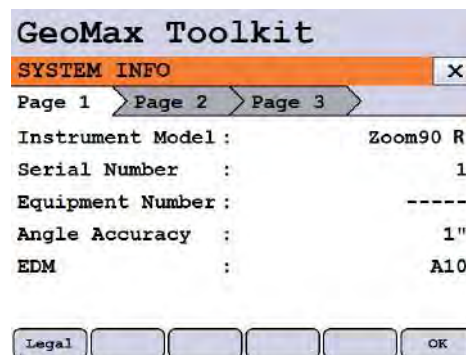 GeoMax Toolkit
SYSTEM INFO X
Page 1 Page 2 Page 3
Instrument Model: Zoom90 R
Serial Number : 1
Equipment Number: -----
Angle Accuracy : 1"
EDM : A10
Legal OK